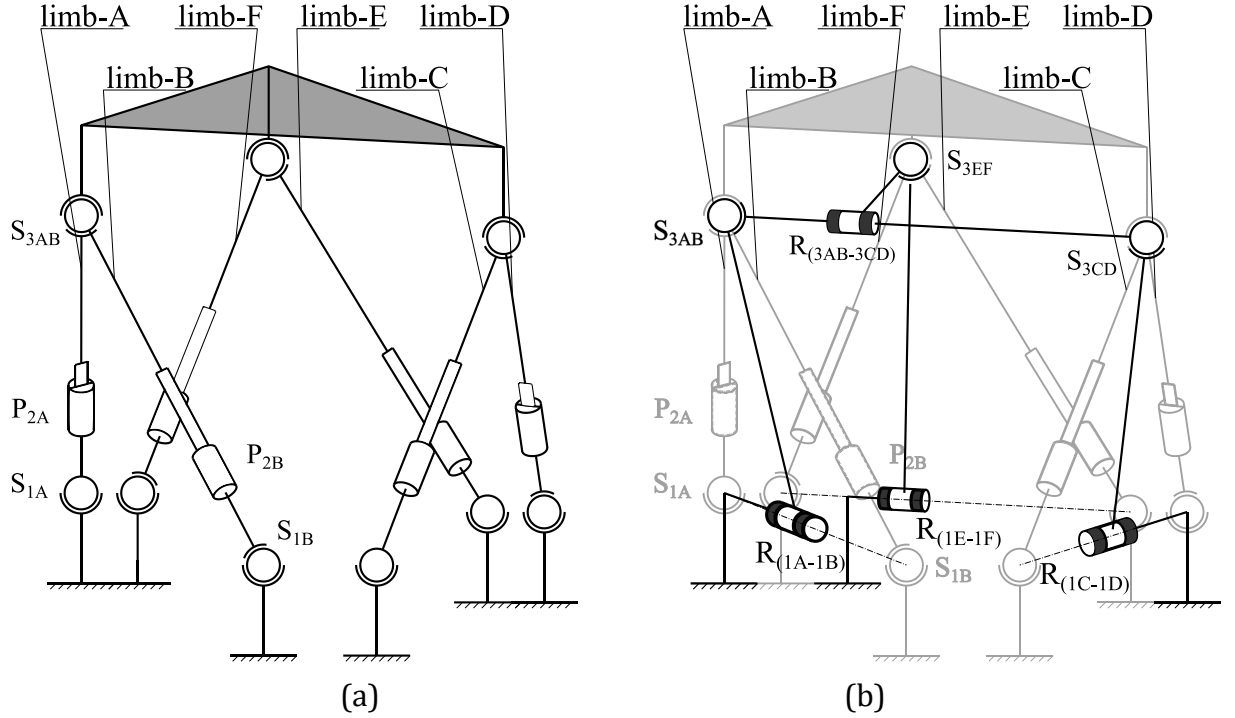 limb-A limb-F limb-E limb-D
limb-B limb-C
S3AB
P2A
P2B
S1A
S1B
(a)
limb-A limb-F limb-E limb-D
limb-B limb-C
S3EF
S3AB
R(3AB-3CD)
S3CD
P2A
P2B
S1A
R(1E-1F)
R(1A-1B)
S1B
R(1C-1D)
(b)